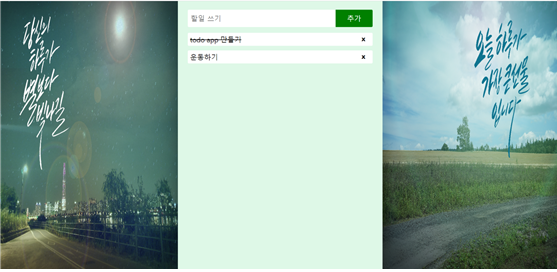 당신의
하루가
별보다
빛나길
할일 쓰기
추가
todo app 만들기
x
운동하기
x
오늘 하루가
가장 큰 선물
입니다